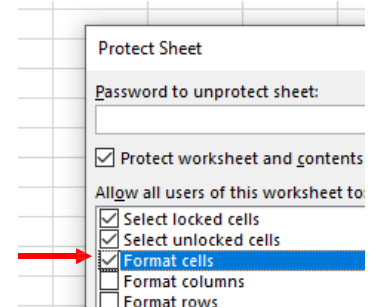 Protect Sheet
Password to unprotect sheet:
Protect worksheet and contents
Allow all users of this worksheet to:
Select locked cells
Select unlocked cells
Format cells
Format columns
Format rows